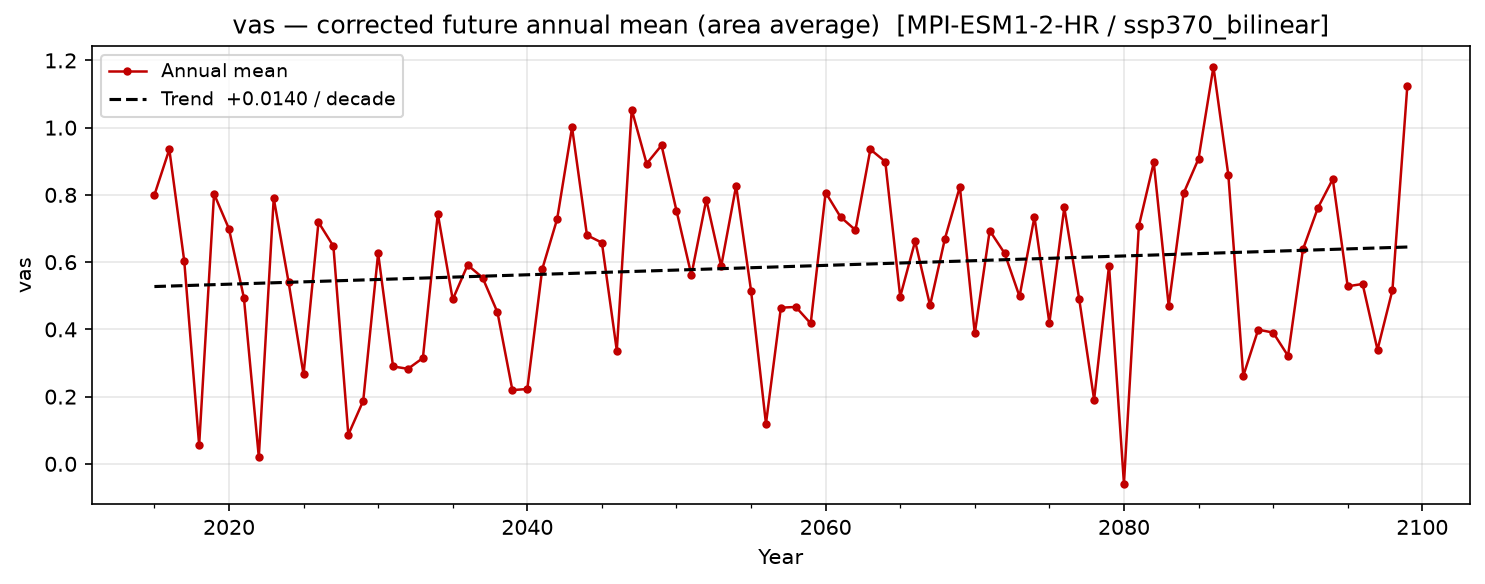 vas — corrected future annual mean (area average)  [MPI-ESM1-2-HR / ssp370_bilinear]
Annual mean
Trend  +0.0140 / decade
1.2
1.0
0.8
0.6
0.4
0.2
0.0
vas
2020 2040 2060 2080 2100
Year